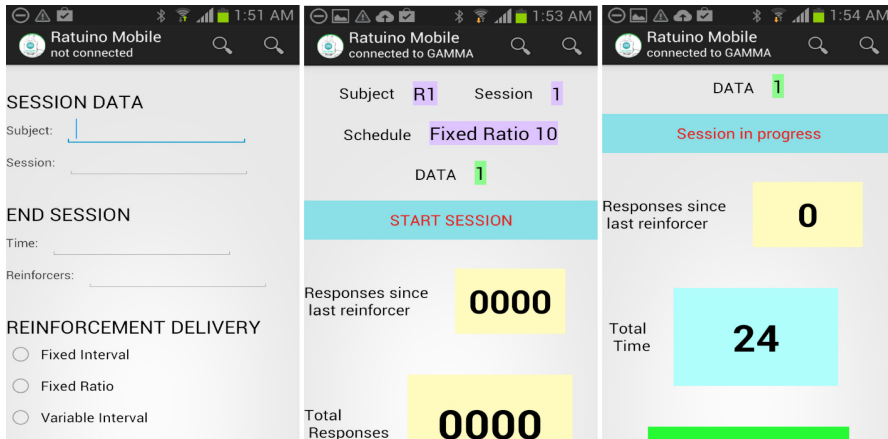 1:51 AM
Ratuino Mobile
not connected
SESSION DATA
Subject:
Session:
END SESSION
Time:
Reinforcers:
REINFORCEMENT DELIVERY
Fixed Interval
Fixed Ratio
Variable Interval
1:53 AM
Ratuino Mobile
connected to GAMMA
Subject R1 Session 1
Schedule Fixed Ratio 10
DATA 1
START SESSION
Responses since
last reinforcer
0000
Total
Responses
0000
1:54 AM
Ratuino Mobile
connected to GAMMA
DATA 1
Session in progress
Responses since
last reinforcer
0
Total
Time
24